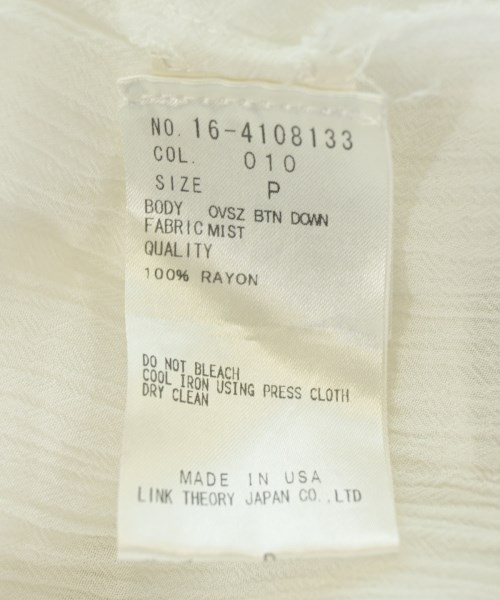 NO. 16-4108133
COL. 010
SIZE P
BODY OVSZ BTN DOWN
FABRIC MIST
QUALITY
100% RAYON
DO NOT BLEACH
COOL IRON USING PRESS CLOTH
DRY CLEAN
MADE IN USA
LINK THEORY JAPAN CO.,LTD